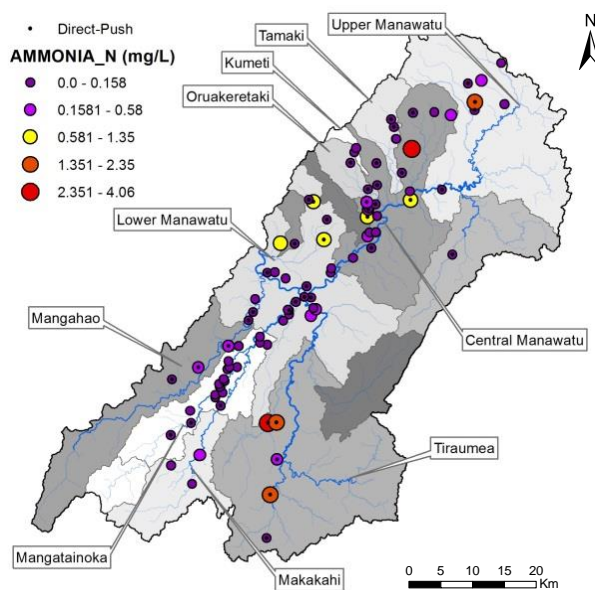 Direct-Push
AMMONIA_N (mg/L)
0.0 - 0.158
0.1581 - 0.58
0.581 - 1.35
1.351 - 2.35
2.351 - 4.06
Upper Manawatu
N
Tamaki
Kumeti
Oruakeretaki
Lower Manawatu
Mangahao
Central Manawatu
Tiraumea
Mangatainoka
Makakahi
0 5 10 20
Km